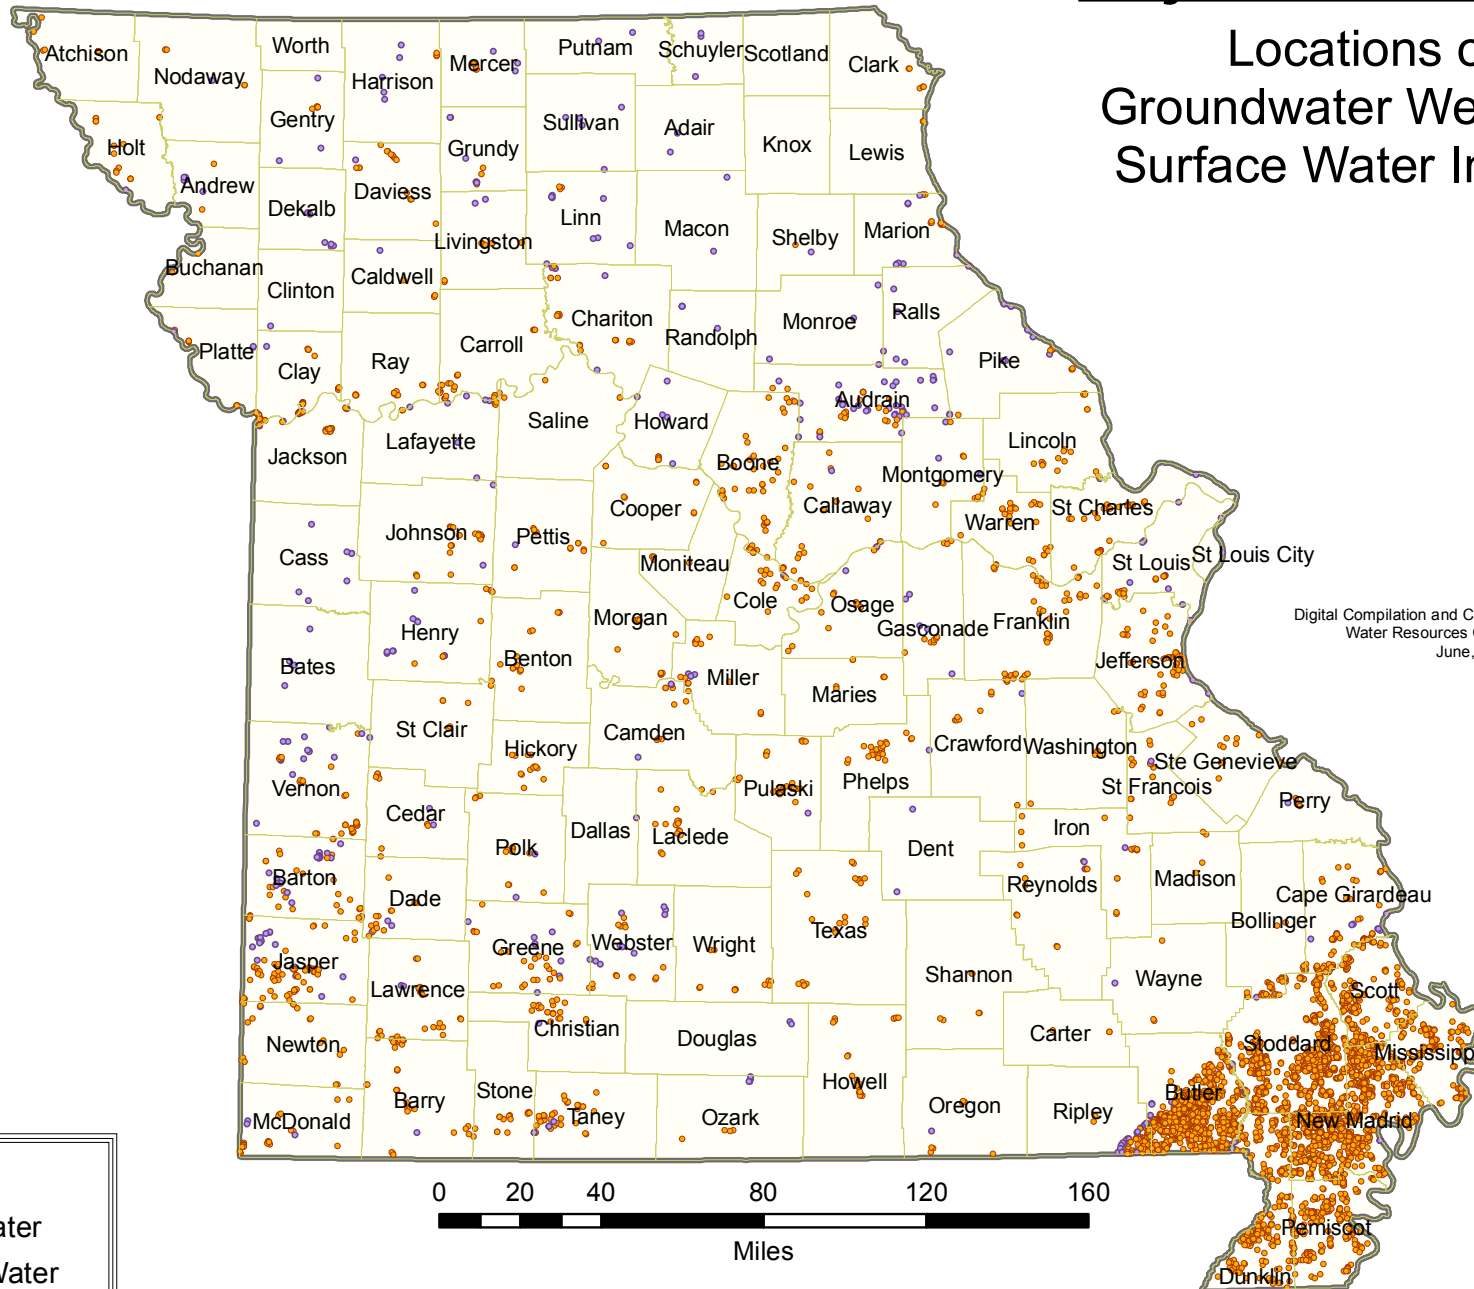 Locations o
Groundwater We
Surface Water In
Atchison
Nodaway
Worth
Harrison
Mercer
Putnam
Schuyler
Scotland
Clark
Gentry
Sullivan
Adair
Knox
Lewis
Holt
Andrew
Dekalb
Daviess
Grundy
Linn
Macon
Shelby
Marion
Livingston
Buchanan
Clinton
Caldwell
Chariton
Randolph
Monroe
Ralls
Platte
Clay
Ray
Carroll
Pike
Saline
Howard
Audrain
Jackson
Lafayette
Boone
Lincoln
Montgomery
Cooper
Callaway
Warren
St Charles
Cass
Johnson
Pettis
Moniteau
St Louis
St Louis City
Cole
Osage
Morgan
Gasconade
Franklin
Digital Compilation and C
Water Resources
June,
Henry
Benton
Bates
Miller
Maries
Jefferson
St Clair
Camden
Hickory
Crawford
Washington
Ste Genevieve
Vernon
Pulaski
Phelps
St Francois
Perry
Cedar
Dallas
Laclede
Iron
Polk
Dent
Barton
Dade
Reynolds
Madison
Cape Girardeau
Bollinger
Greene
Webster
Wright
Texas
Jasper
Lawrence
Shannon
Wayne
Scott
Newton
Christian
Douglas
Carter
Stoddard
Mississipp
Barry
Stone
Taney
Ozark
Howell
Oregon
Ripley
Butler
New Madrid
McDonald
Pemiscot
Dunklin
0 20 40 80 120 160
Miles
ater
Water